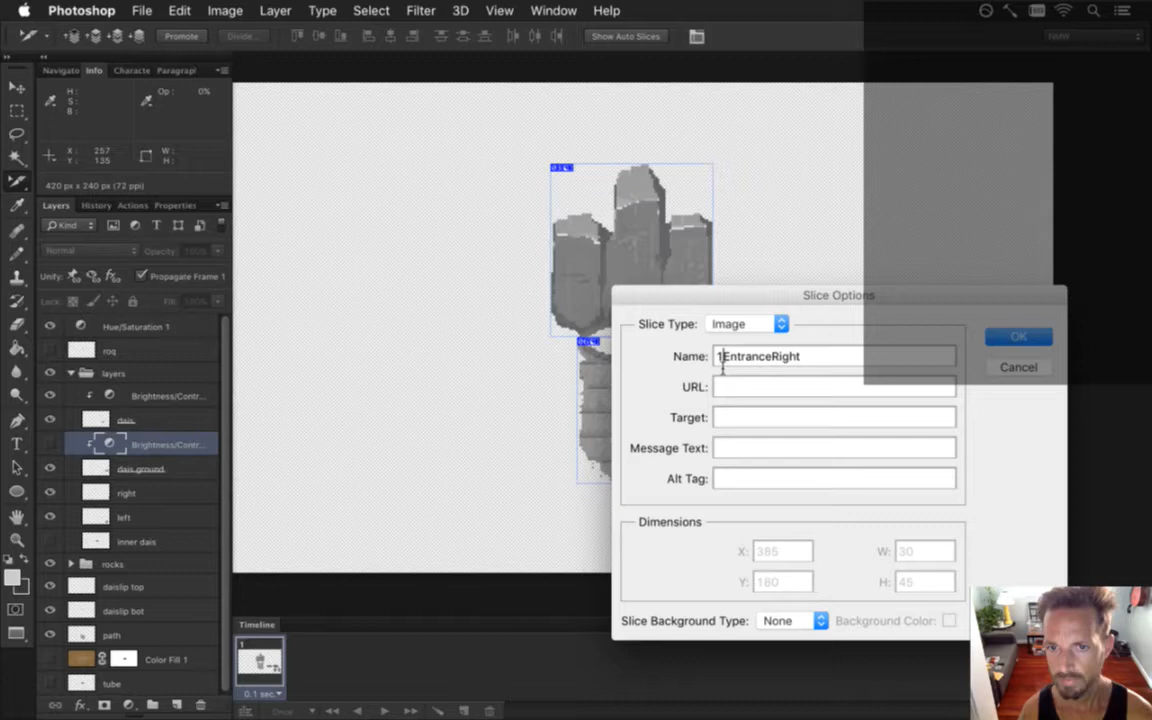 Photoshop File Edit Image Layer Type Select Filter 3D View Window Help
Promote Divide... Show Auto Slices
Navigato Info Characte Paragrapl
H:
S:
B:
Op: 0%
X: 257
Y: 135
W:
H:
420 px x 240 px (72 ppi)
Layers History Actions Properties
Kind
Normal Opacity: 100%
Unify: Propagate Frame 1
Lock: Fill: 100%
Hue/Saturation 1
roq
layers
Brightness/Contr...
dais
Brightness/Contr...
dais ground
right
left
inner dais
rocks
daislip top
daislip bot
path
Color Fill 1
tube
Slice Options
Slice Type: Image
Name: 1EntranceRight
URL:
Target:
Message Text:
Alt Tag:
OK
Cancel
Dimensions
X: 385 W: 30
Y: 180 H: 45
Slice Background Type: None Background Color:
Timeline
1
0.1 sec.
Once